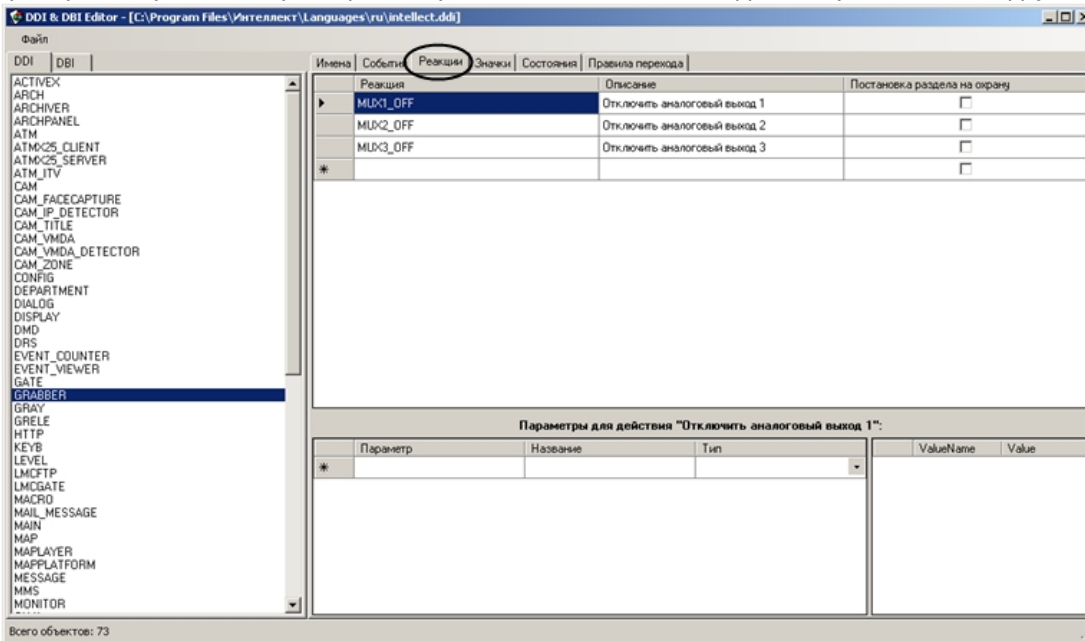 DDI & DBI Editor - [C:\Program Files\Интеллект\Languages\ru\intellect.ddi]
Файл
DDI DBI
Имена События Реакции Значки Состояния Правила перехода
ACTIVEX
ARCH
ARCHIVER
ARCHPANEL
ATM
ATMX25_CLIENT
ATMX25_SERVER
ATM_ITV
CAM
CAM_FACECAPTURE
CAM_IP_DETECTOR
CAM_TITLE
CAM_VMDA
CAM_VMDA_DETECTOR
CAM_ZONE
CONFIG
DEPARTMENT
DIALOG
DISPLAY
DMD
DRS
EVENT_COUNTER
EVENT_VIEWER
GATE
GRABBER
GRAY
GRELE
HTTP
KEYB
LEVEL
LMCFTP
LMCGATE
MACRO
MAIL_MESSAGE
MAIN
MAP
MAPLAYER
MAPPLATFORM
MESSAGE
MMS
MONITOR
Реакция Описание Постановка раздела на охрану
MUX1_OFF Отключить аналоговый выход 1
MUX2_OFF Отключить аналоговый выход 2
MUX3_OFF Отключить аналоговый выход 3
Параметры для действия "Отключить аналоговый выход 1":
Параметр Название Тип ValueName Value
Всего объектов: 73